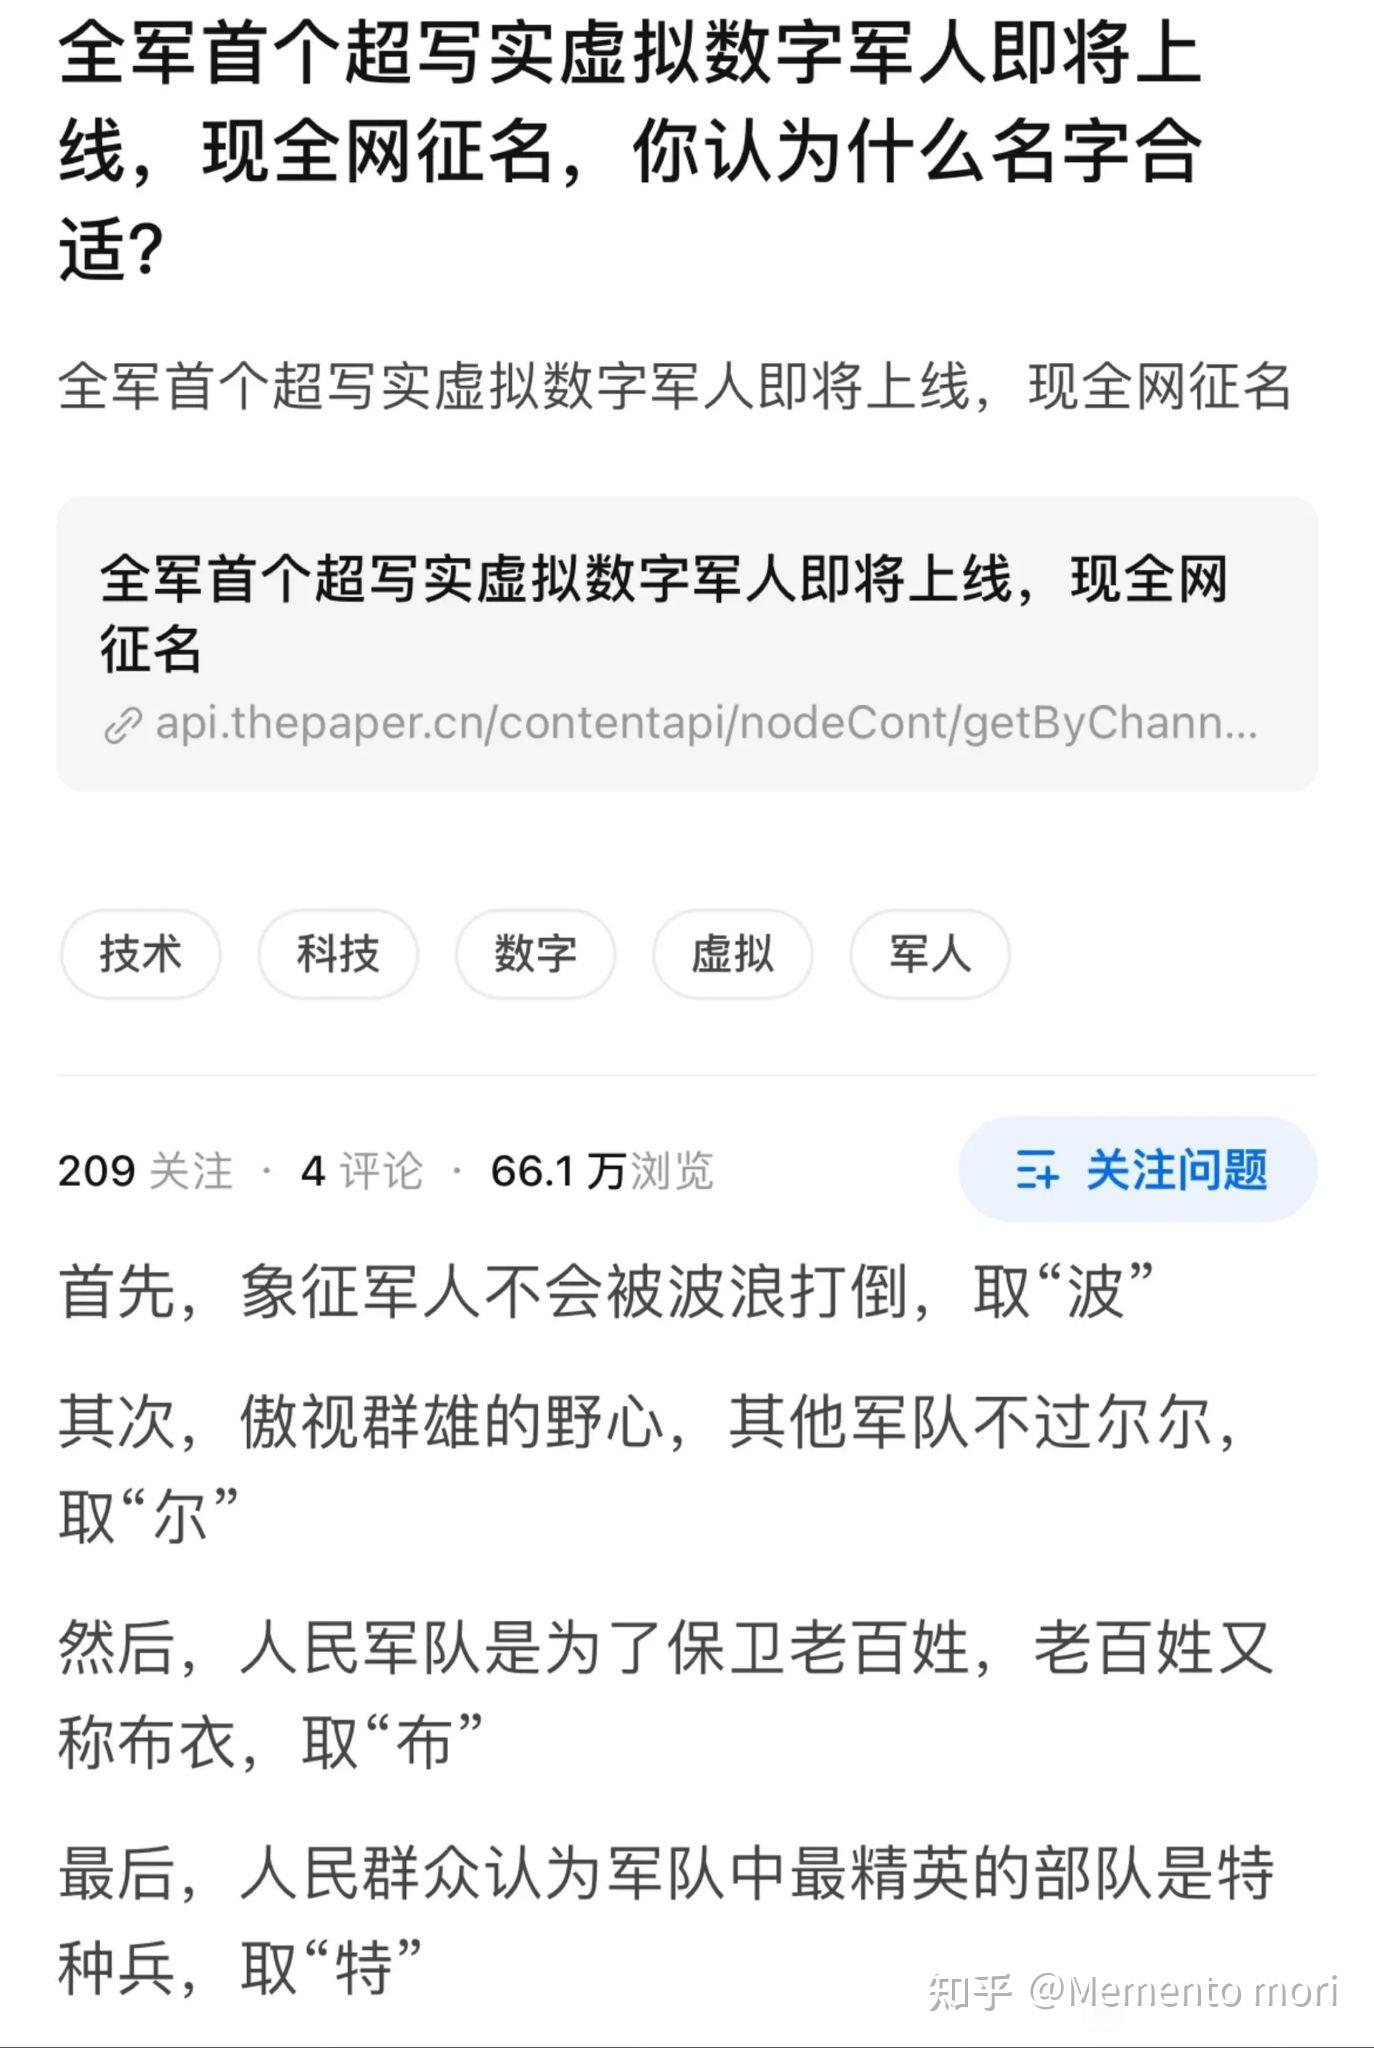 全军首个超写实虚拟数字军人即将上
线，现全网征名，你认为什么名字合
适？
全军首个超写实虚拟数字军人即将上线，现全网征名
全军首个超写实虚拟数字军人即将上线，现全网
征名
api.thepaper.cn/contentapi/nodeCont/getByChann...
技术 科技 数字 虚拟 军人
209 关注 · 4 评论 · 66.1 万浏览 关注问题
首先，象征军人不会被波浪打倒，取“波”
其次，傲视群雄的野心，其他军队不过尔尔，
取“尔”
然后，人民军队是为了保卫老百姓，老百姓又
称布衣，取“布”
最后，人民群众认为军队中最精英的部队是特
种兵，取“特”
知乎 @Memento mori